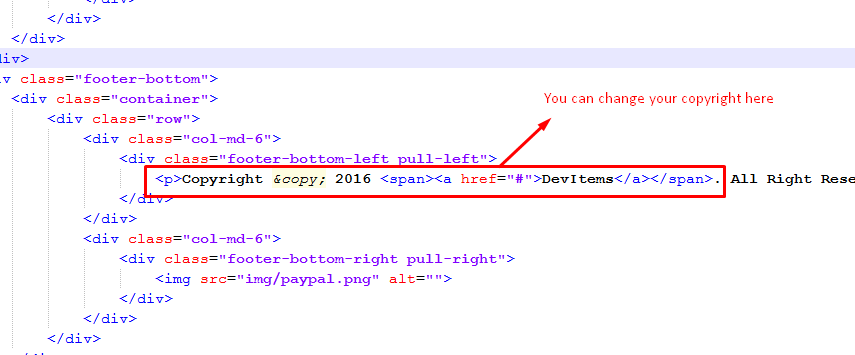 </div>
</div>
</div>
div>
v class="footer-bottom">
<div class="container">
You can change your copyright here
<div class="row">
<div class="col-md-6">
<div class="footer-bottom-left pull-left">
<p>Copyright &copy; 2016 <span><a href="#">DevItems</a></span>. All Right Rese
</div>
</div>
<div class="col-md-6">
<div class="footer-bottom-right pull-right">
<img src="img/paypal.png" alt="">
</div>
</div>
</div>